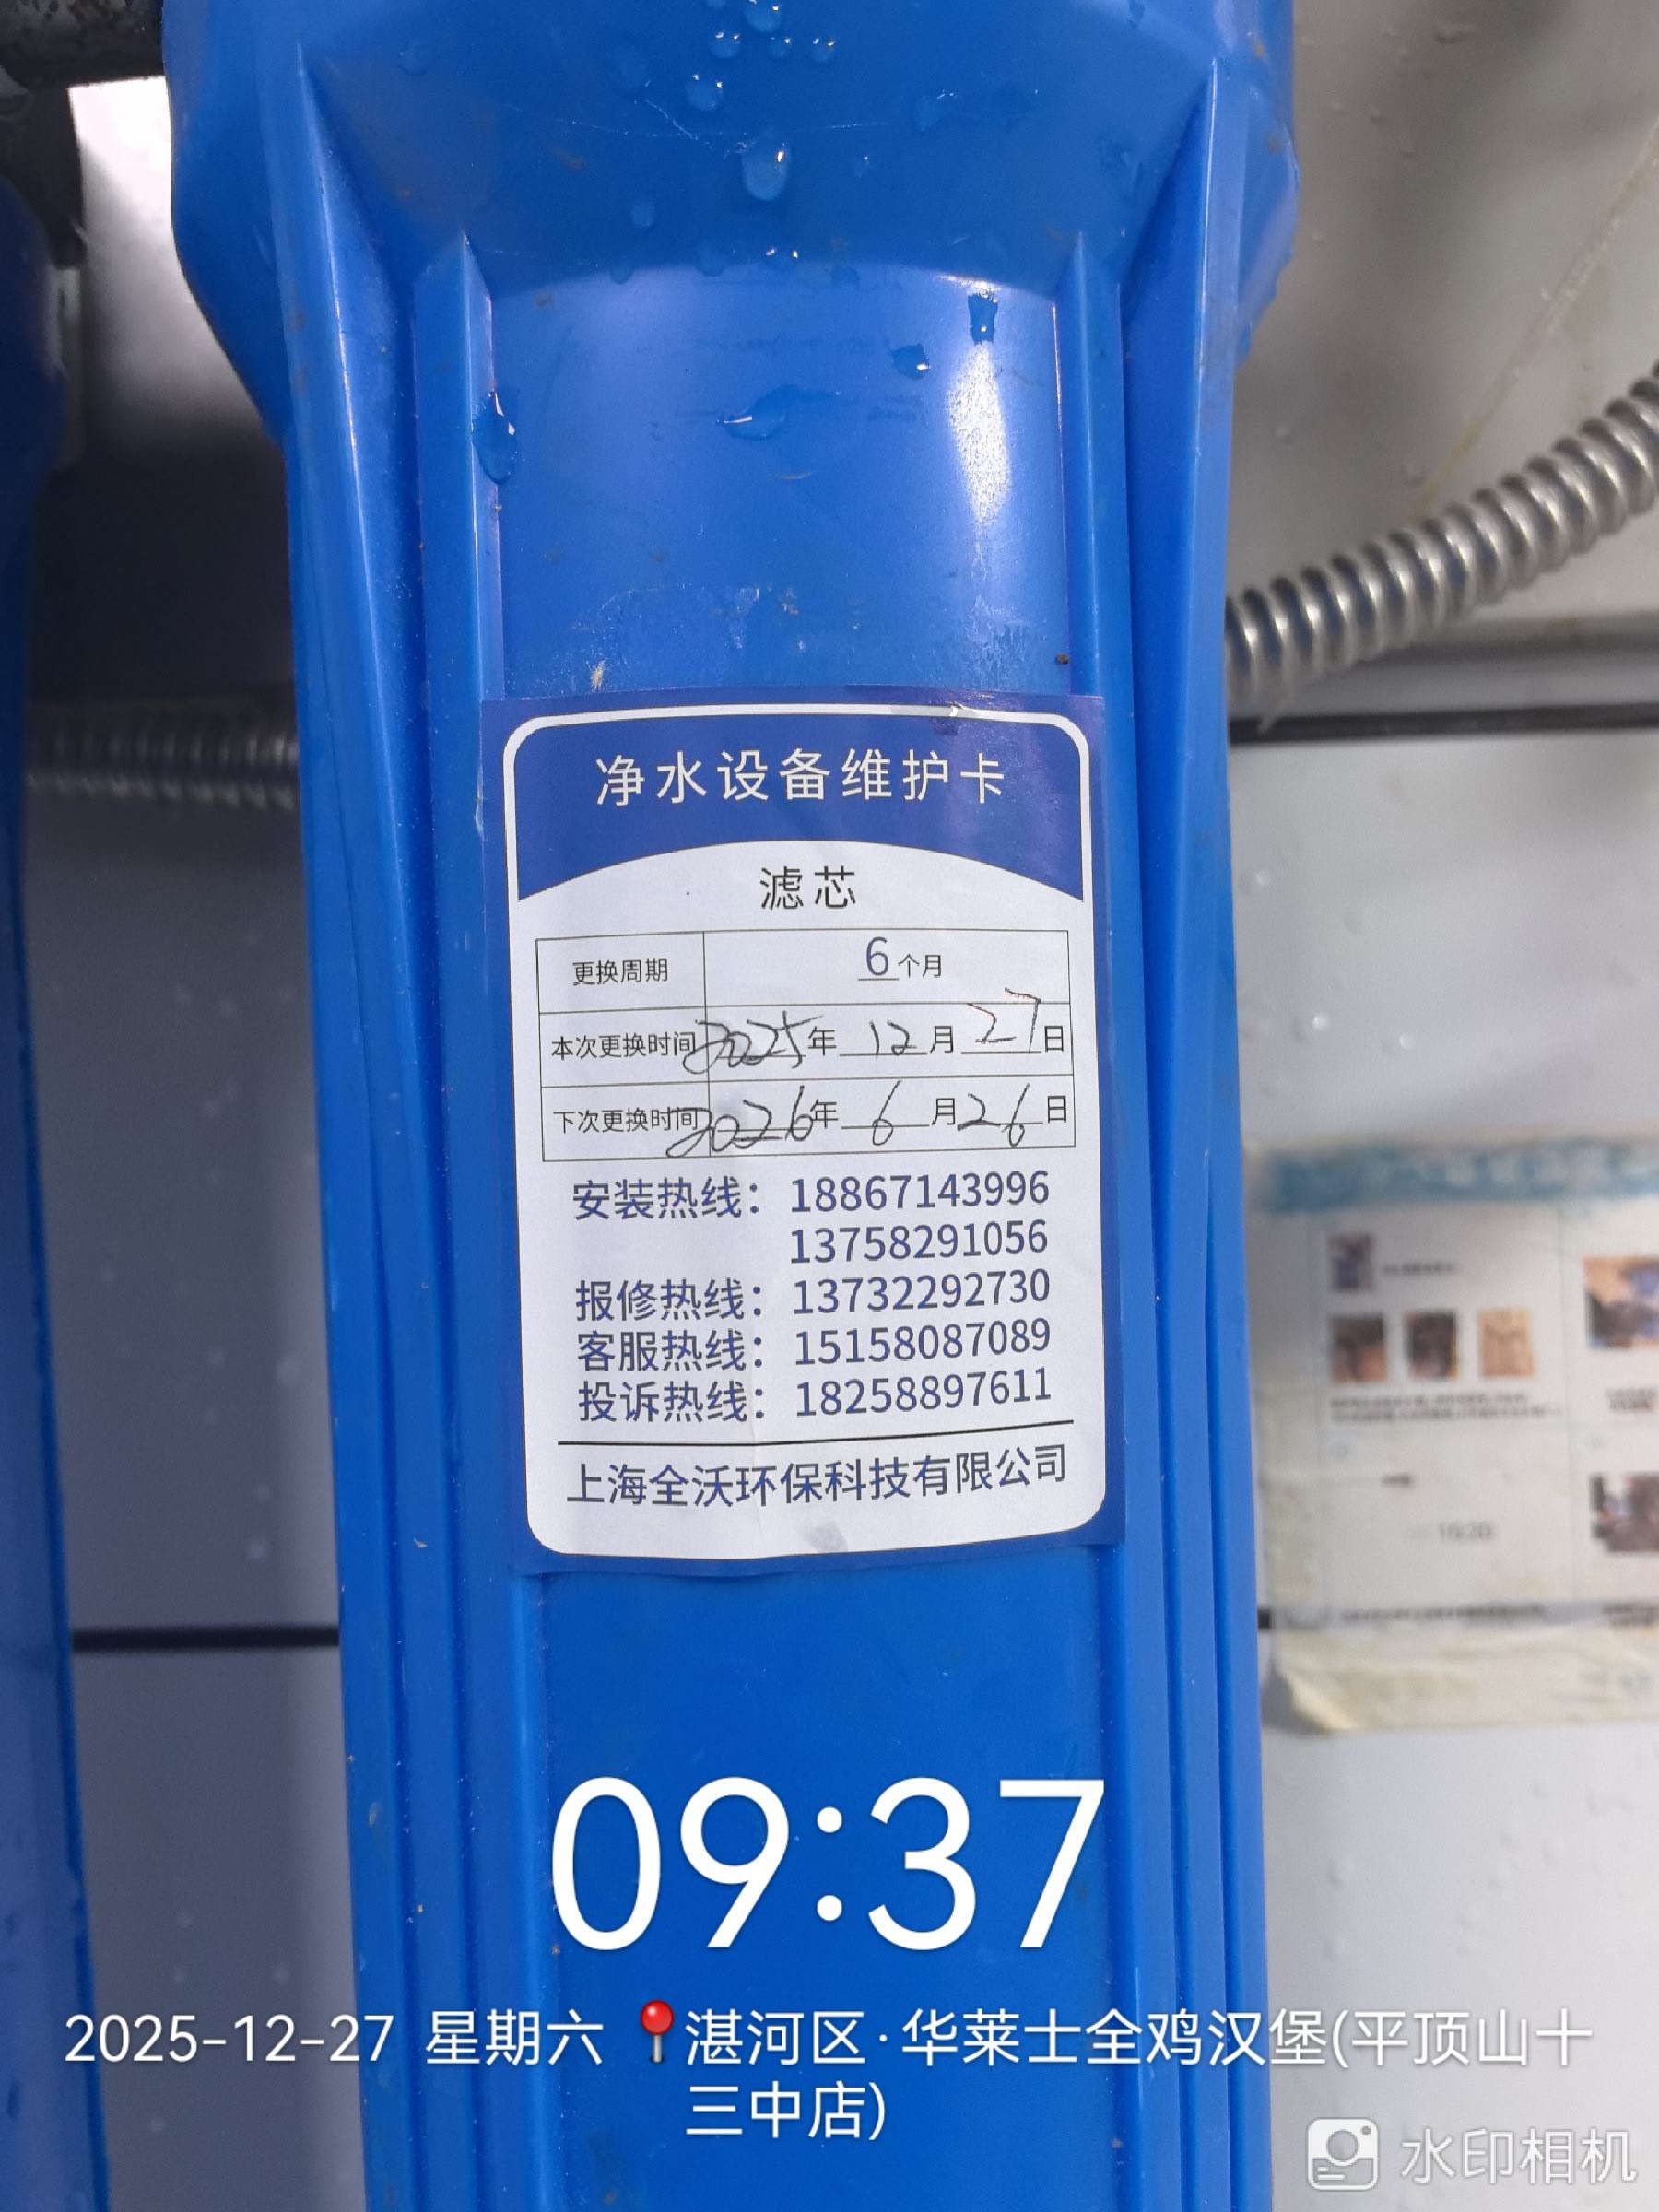 净水设备维护卡
滤芯
更换周期 6个月
本次更换时间 2025年 12月 27日
下次更换时间 2026年 6月 26日
安装热线：18867143996
13758291056
报修热线：13732292730
客服热线：15158087089
投诉热线：18258897611
上海全沃环保科技有限公司
09:37
2025-12-27 星期六 📍湛河区·华莱士全鸡汉堡(平顶山十
三中店)
水印相机